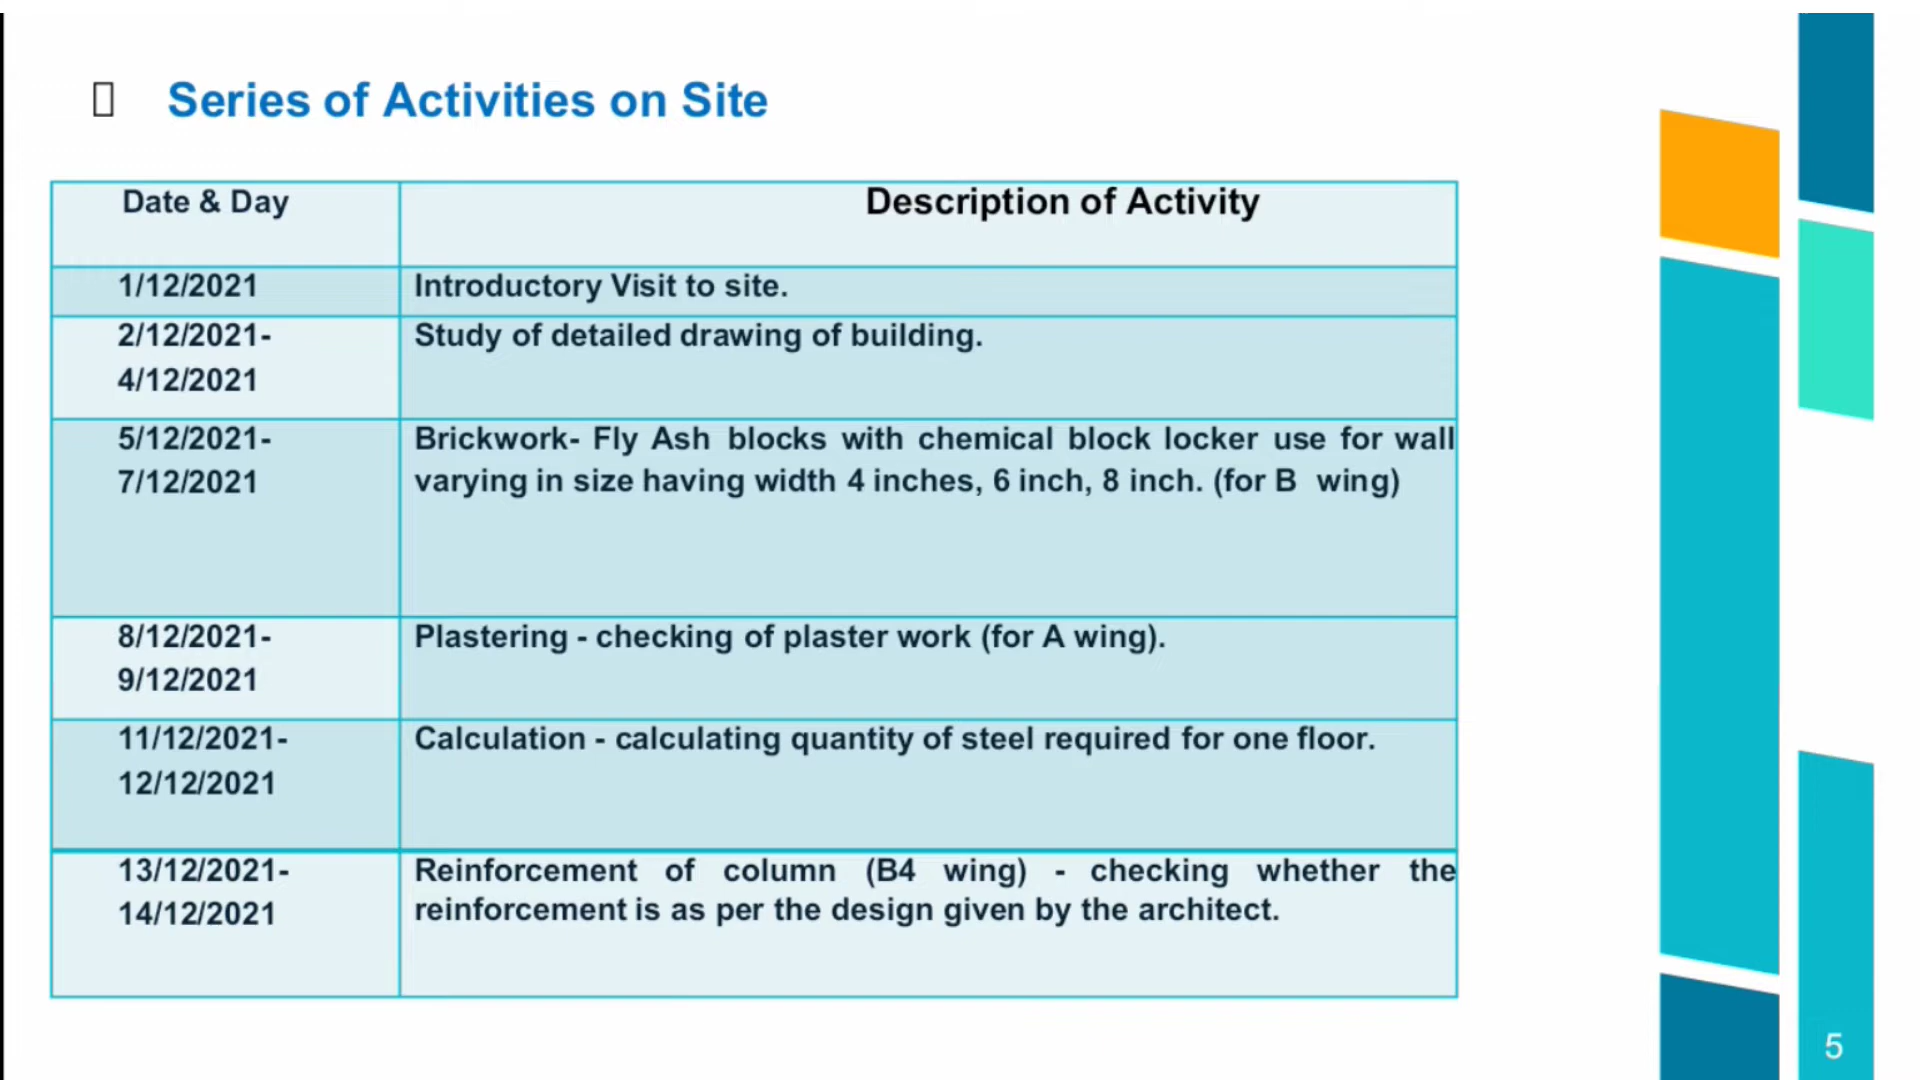 Series of Activities on Site
Date & Day
Description of Activity
1/12/2021
Introductory Visit to site.
2/12/2021-
4/12/2021
Study of detailed drawing of building.
5/12/2021-
7/12/2021
Brickwork- Fly Ash blocks with chemical block locker use for wall
varying in size having width 4 inches, 6 inch, 8 inch. (for B wing)
8/12/2021-
9/12/2021
Plastering - checking of plaster work (for A wing).
11/12/2021-
12/12/2021
Calculation - calculating quantity of steel required for one floor.
13/12/2021-
14/12/2021
Reinforcement of column (B4 wing) - checking whether the
reinforcement is as per the design given by the architect.
5